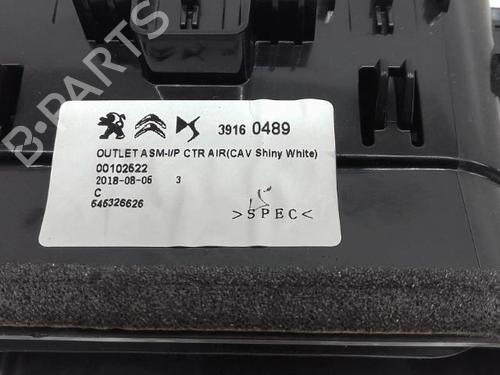 B-PARTS
3916 0489
OUTLET ASM-I/P CTR AIR(CAV Shiny White)
00102522
2018-08-06 3
C
545326626
>SPEC<